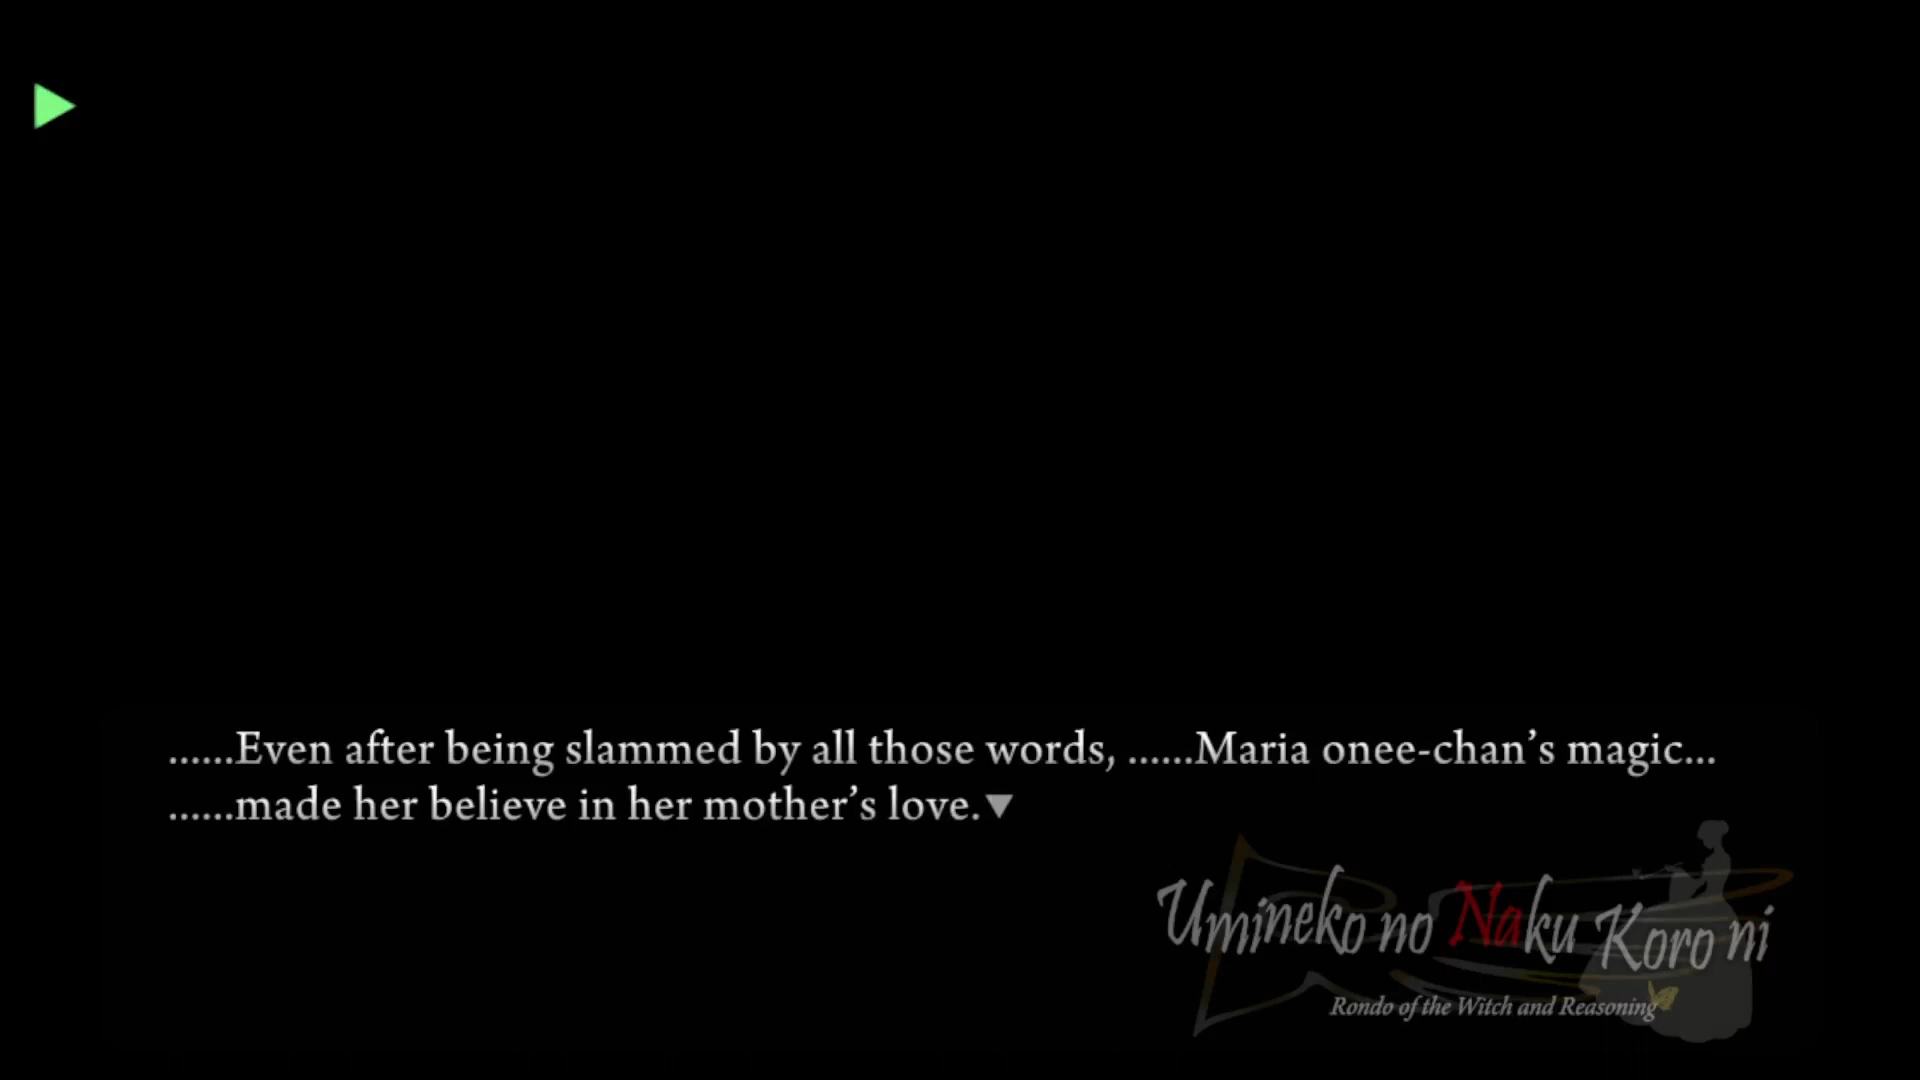 ......Even after being slammed by all those words, ......Maria onee-chan’s magic...
......made her believe in her mother’s love.
Umineko no Naku Koro ni
Rondo of the Witch and Reasoning